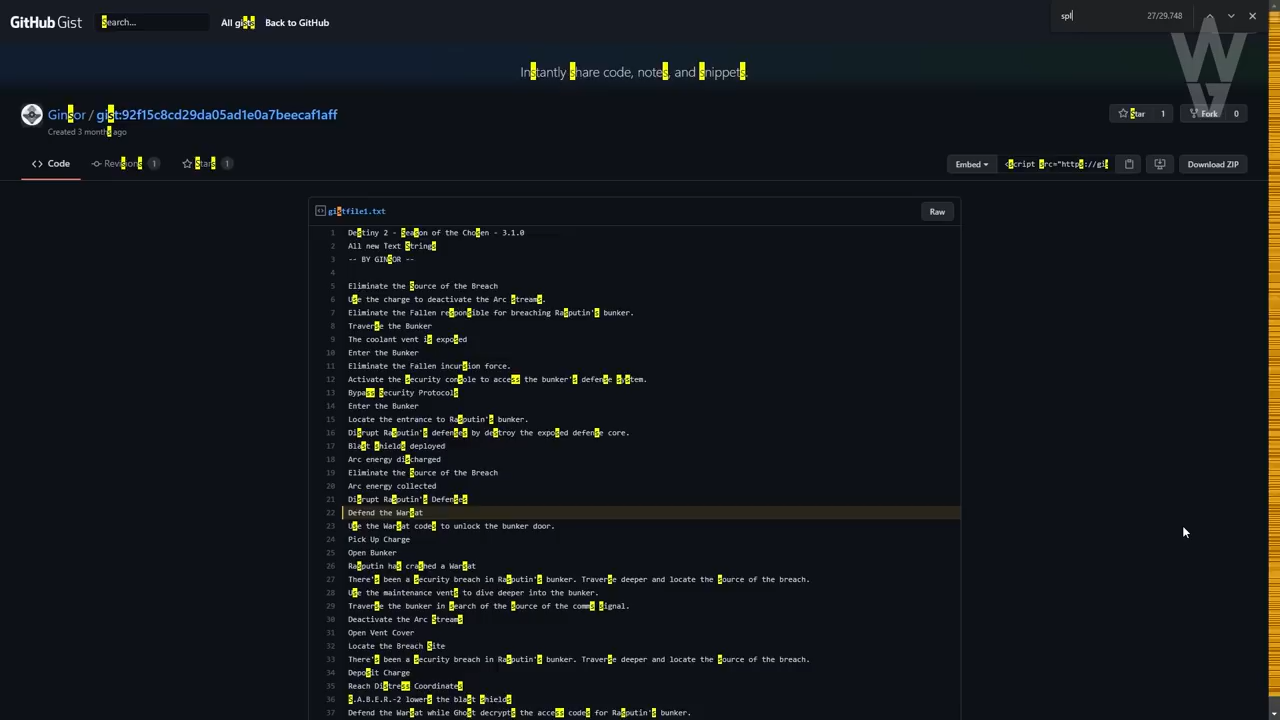 GitHub Gist
Search...
All gists
Back to GitHub
spl
27/29.748
Instantly share code, notes, and snippets.
WG
Ginsor / gist:92f15c8cd29da05ad1e0a7beecaf1aff
Created 3 months ago
Star 1
Fork 0
Code
Revisions 1
Stars 1
Embed
<script src="https://gis
Download ZIP
gistfile1.txt
Raw
1 Destiny 2 - Season of the Chosen - 3.1.0
2 All new Text Strings
3 -- BY GINSOR --
4
5 Eliminate the Source of the Breach
6 Use the charge to deactivate the Arc streams.
7 Eliminate the Fallen responsible for breaching Rasputin's bunker.
8 Traverse the Bunker
9 The coolant vent is exposed
10 Enter the Bunker
11 Eliminate the Fallen incursion force.
12 Activate the security console to access the bunker's defense system.
13 Bypass Security Protocols
14 Enter the Bunker
15 Locate the entrance to Rasputin's bunker.
16 Disrupt Rasputin's defenses by destroy the exposed defense core.
17 Blast shields deployed
18 Arc energy discharged
19 Eliminate the Source of the Breach
20 Arc energy collected
21 Disrupt Rasputin's Defenses
22 Defend the Warsat
23 Use the Warsat codes to unlock the bunker door.
24 Pick Up Charge
25 Open Bunker
26 Rasputin has crashed a Warsat
27 There's been a security breach in Rasputin's bunker. Traverse deeper and locate the source of the breach.
28 Use the maintenance vents to dive deeper into the bunker.
29 Traverse the bunker in search of the source of the comms signal.
30 Deactivate the Arc Streams
31 Open Vent Cover
32 Locate the Breach Site
33 There's been a security breach in Rasputin's bunker. Traverse deeper and locate the source of the breach.
34 Deposit Charge
35 Reach Distress Coordinates
36 S.A.B.E.R.-2 lowers the blast shields
37 Defend the Warsat while Ghost decrypts the access codes for Rasputin's bunker.